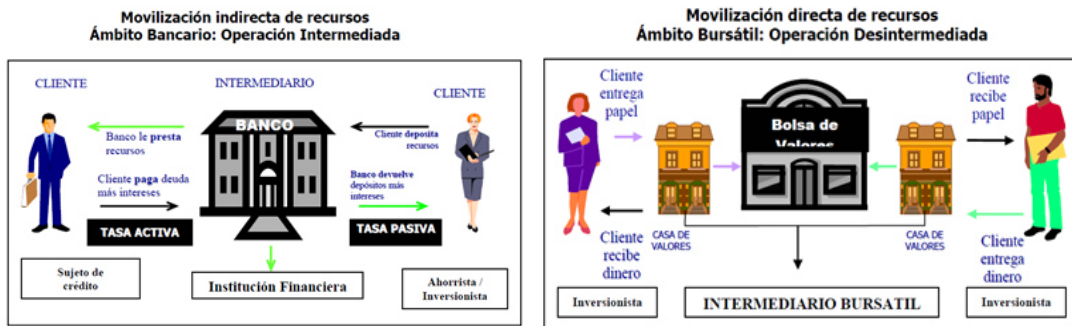 Movilización indirecta de recursos
Ámbito Bancario: Operación Intermediada
CLIENTE
INTERMEDIARIO
CLIENTE
BANCO
Banco le presta
recursos
Cliente deposita
recursos
Cliente paga deuda
más intereses
Banco devuelve
depósitos más
intereses
TASA ACTIVA
TASA PASIVA
Sujeto de
crédito
Institución Financiera
Ahorrista /
Inversionista
Movilización directa de recursos
Ámbito Bursátil: Operación Desintermediada
Cliente
entrega
papel
Bolsa de
Valores
Cliente
recibe
papel
CASA DE
VALORES
CASA DE
VALORES
Cliente
recibe
dinero
Cliente
entrega
dinero
Inversionista
INTERMEDIARIO BURSATIL
Inversionista